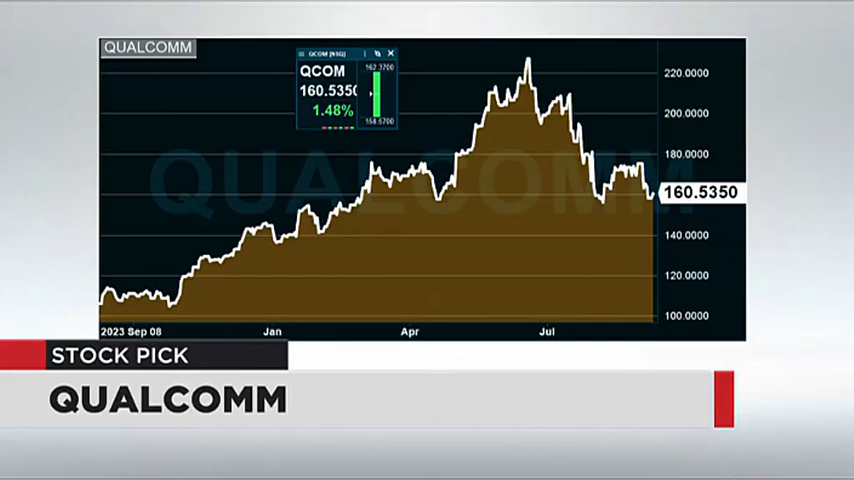 QUALCOMM
QCOM [NSQ]
QCOM
160.5350
1.48%
162.3700
158.5700
QUALCOMM
220.0000
200.0000
180.0000
160.5350
140.0000
120.0000
100.0000
2023 Sep 08 Jan Apr Jul
STOCK PICK
QUALCOMM